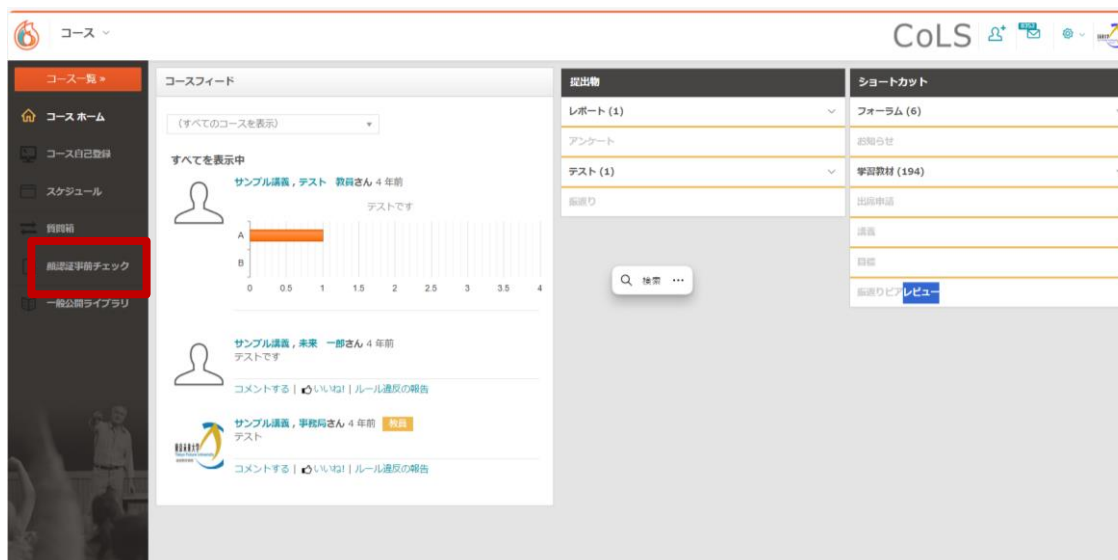 コース
CoLS
コース一覧 »
コース ホーム
コース自己登録
スケジュール
質問箱
顔認証事前チェック
一般公開ライブラリ
コースフィード
(すべてのコースを表示)
すべてを表示中
サンプル講義 , テスト 教員さん 4 年前
テストです
A
B
0 0.5 1 1.5 2 2.5 3 3.5 4
サンプル講義 , 未来 一郎さん 4 年前
テストです
コメントする | いいね! | ルール違反の報告
サンプル講義 , 事務局さん 4 年前 教員
テスト
コメントする | いいね! | ルール違反の報告
提出物
レポート (1)
アンケート
テスト (1)
振返り
検索 …
ショートカット
フォーラム (6)
お知らせ
学習教材 (194)
出席申請
講義
目標
振返りピアレビュー